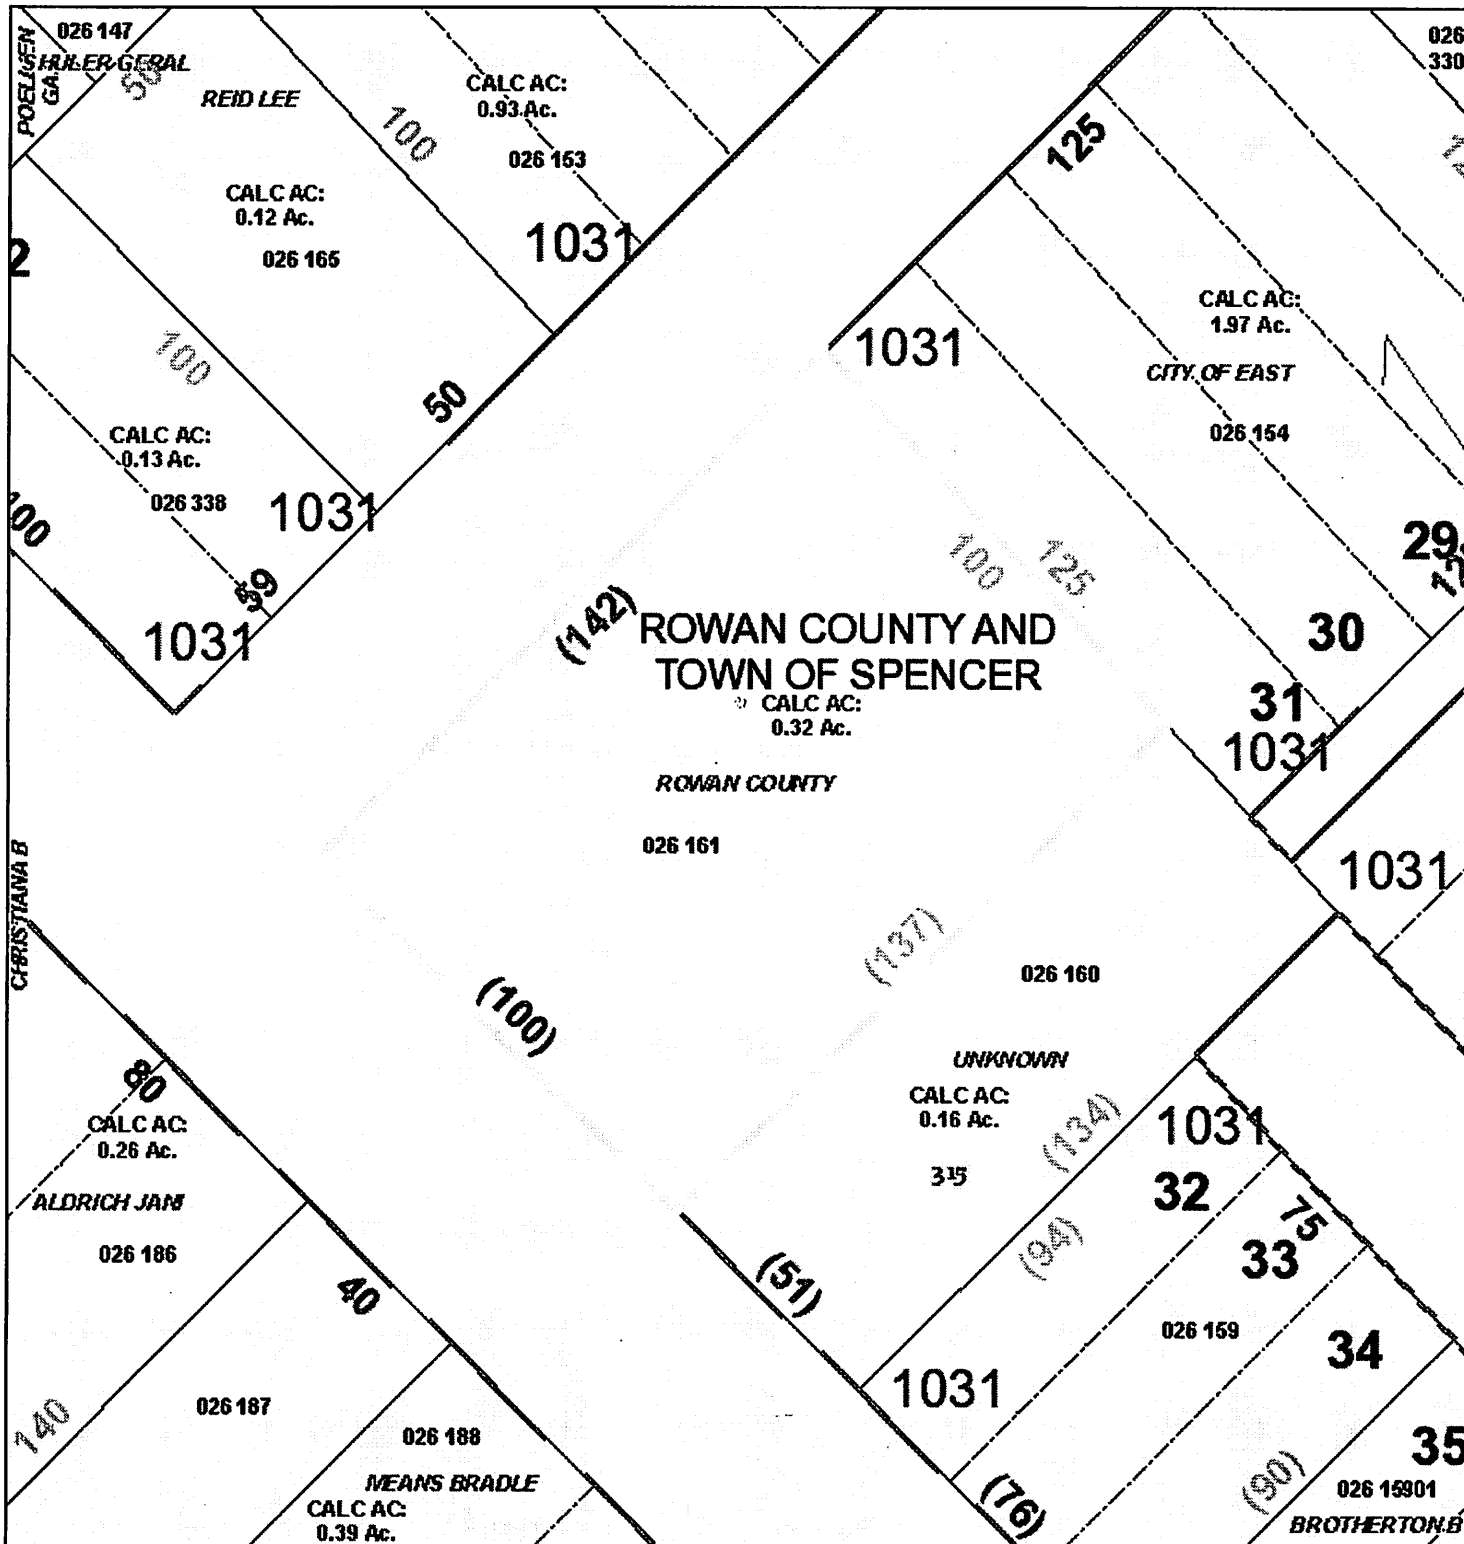 026 147
SHULER GERAL
50
REID LEE
CALC AC:
0.12 Ac.
026 165
100
CALC AC:
0.93 Ac.
026 153
1031
2
100
50
CALC AC:
0.13 Ac.
026 338
1031
100
59
1031
125
1031
CALC AC:
1.97 Ac.
CITY OF EAST
026 154
026
330
29
30
31
1031
1031
100
125
(142)
ROWAN COUNTY AND
TOWN OF SPENCER
CALC AC:
0.32 Ac.
ROWAN COUNTY
026 161
CHRISTIANA B
(100)
(137)
026 160
UNKNOWN
CALC AC:
0.16 Ac.
315
(134)
1031
32
75
(94)
33
026 159
34
(51)
1031
35
(76)
(90)
026 15901
BROTHERTON B
80
CALC AC:
0.26 Ac.
ALDRICH JANI
026 186
40
140
026 187
026 188
MEANS BRADLE
CALC AC:
0.39 Ac.